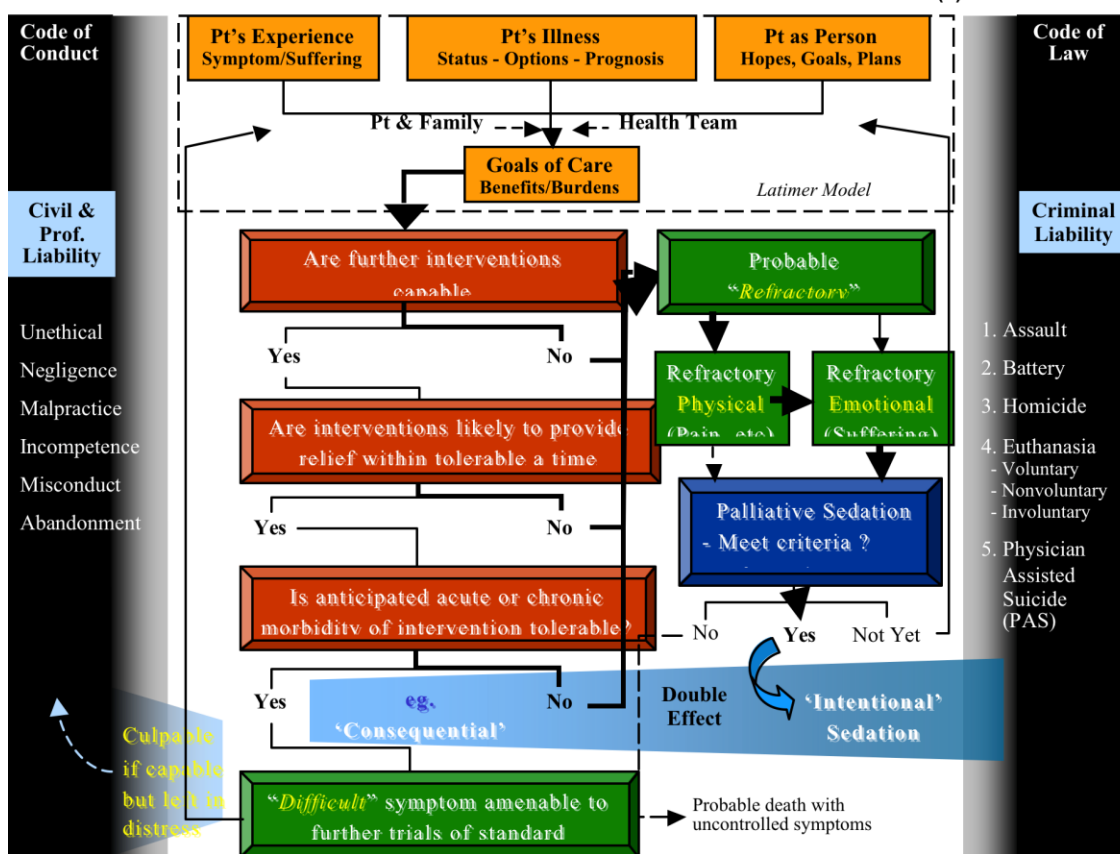 Code of
Conduct
Pt's Experience
Symptom/Suffering
Pt's Illness
Status - Options - Prognosis
Pt as Person
Hopes, Goals, Plans
Code of
Law
Pt & Family
Health Team
Goals of Care
Benefits/Burdens
Latimer Model
Civil &
Prof.
Liability
Criminal
Liability
Are further interventions
capable
Probable
“Refractory”
Unethical
Negligence
Malpractice
Incompetence
Misconduct
Abandonment
Yes
No
Refractory
Physical
(Pain, etc)
Refractory
Emotional
(Suffering)
1. Assault
2. Battery
3. Homicide
4. Euthanasia
- Voluntary
- Nonvoluntary
- Involuntary
5. Physician
Assisted
Suicide
(PAS)
Are interventions likely to provide
relief within tolerable a time
Yes
No
Palliative Sedation
- Meet criteria ?
Is anticipated acute or chronic
morbidity of intervention tolerable?
No
Yes
Not Yet
Yes
No
eg.
‘Consequential’
Double
Effect
‘Intentional’
Sedation
Culpable
if capable
but left in
distress
“Difficult” symptom amenable to
further trials of standard
Probable death with
uncontrolled symptoms